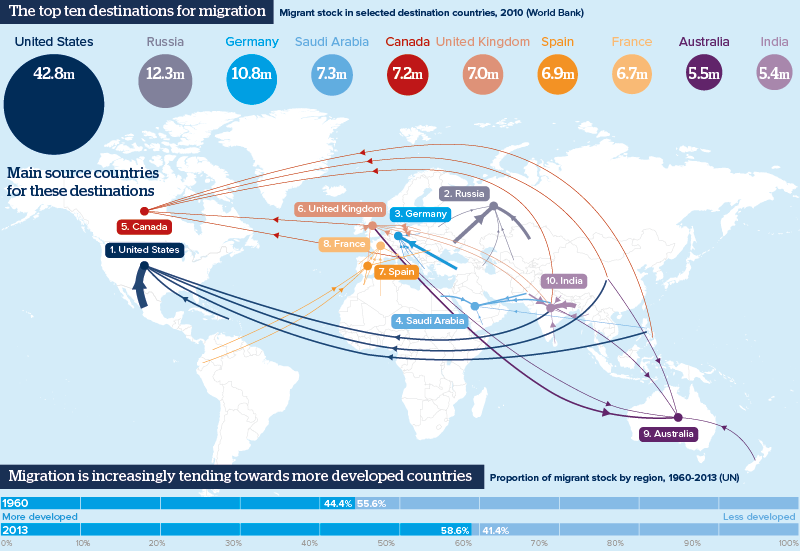 The top ten destinations for migration
Migrant stock in selected destination countries, 2010 (World Bank)
United States
Russia
Germany
Saudi Arabia
Canada
United Kingdom
Spain
France
Australia
India
42.8m
12.3m
10.8m
7.3m
7.2m
7.0m
6.9m
6.7m
5.5m
5.4m
Main source countries
for these destinations
2. Russia
6. United Kingdom
3. Germany
5. Canada
8. France
1. United States
7. Spain
10. India
4. Saudi Arabia
9. Australia
Migration is increasingly tending towards more developed countries
Proportion of migrant stock by region, 1960-2013 (UN)
1960
44.4%
55.6%
More developed
Less developed
2013
58.6%
41.4%
0%
10%
20%
30%
40%
50%
60%
70%
80%
90%
100%